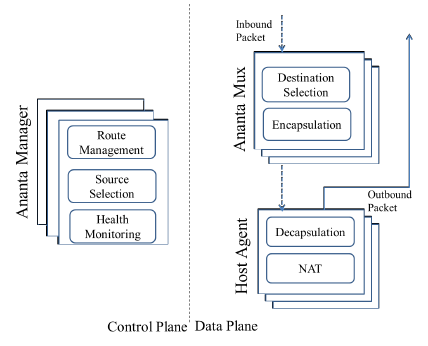 Ananta Manager
Route
Management
Source
Selection
Health
Monitoring
Control Plane
Inbound
Packet
Ananta Mux
Destination
Selection
Encapsulation
Outbound
Packet
Host Agent
Decapsulation
NAT
Data Plane